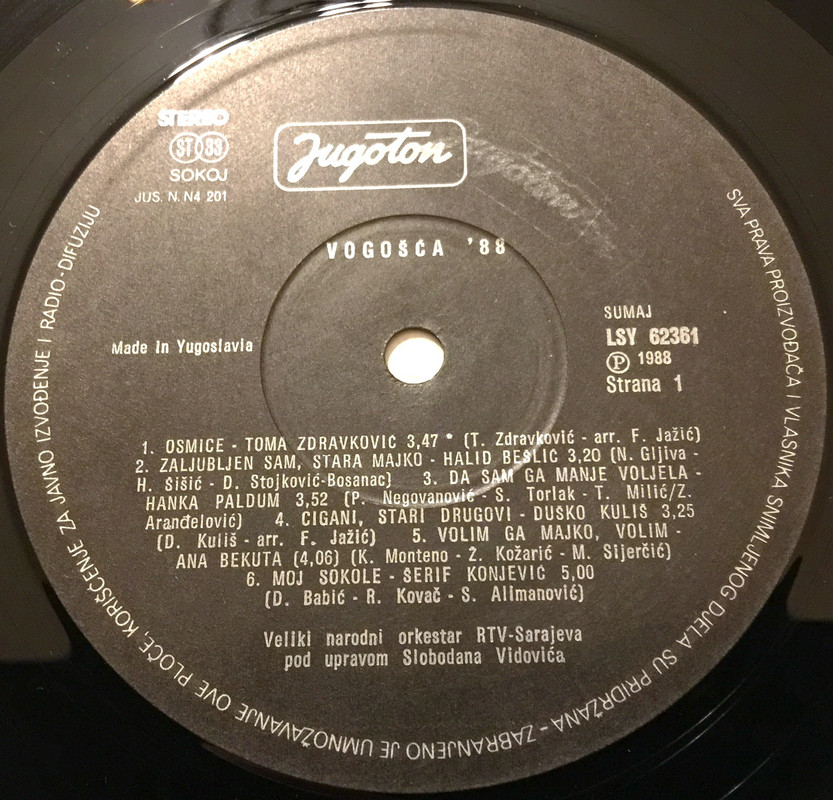 STEREO
ST 33
SOKOJ
JUS. N. N4 201
Jugoton
VOGOŠĆA '88
Made In Yugoslavia
SUMAJ
LSY 62361
Ⓟ 1988
Strana 1
1. OSMICE - TOMA ZDRAVKOVIC 3,47 * (T. Zdravković - arr. F. Jažić)
2. ZALJUBLJEN SAM, STARA MAJKO - HALID BEŠLIĆ 3,20 (N. Gljiva -
H. Šišić - D. Stojković-Bosanac) 3. DA SAM GA MANJE VOLJELA -
HANKA PALDUM 3,52 (P. Negovanović - S. Torlak - T. Milić/Z.
Aranđelović) 4. CIGANI, STARI DRUGOVI - DUŠKO KULIŠ 3,25
(D. Kuliš - arr. F. Jažić) 5. VOLIM GA MAJKO, VOLIM -
ANA BEKUTA (4,06) (K. Monteno - Ž. Kožarić - M. Sijerčić)
6. MOJ SOKOLE - ŠERIF KONJEVIĆ 5,00
(D. Babić - R. Kovač - S. Alimanović)
Veliki narodni orkestar RTV-Sarajeva
pod upravom Slobodana Vidovića
SVA PRAVA PROIZVOĐAČA I VLASNIKA SNIMLJENOG DJELA SU PRIDRŽANA - ZABRANJENO JE UMNOŽAVANJE OVE PLOČE, KORIŠĆENJE ZA JAVNO IZVOĐENJE I RADIO-DIFUZIJU